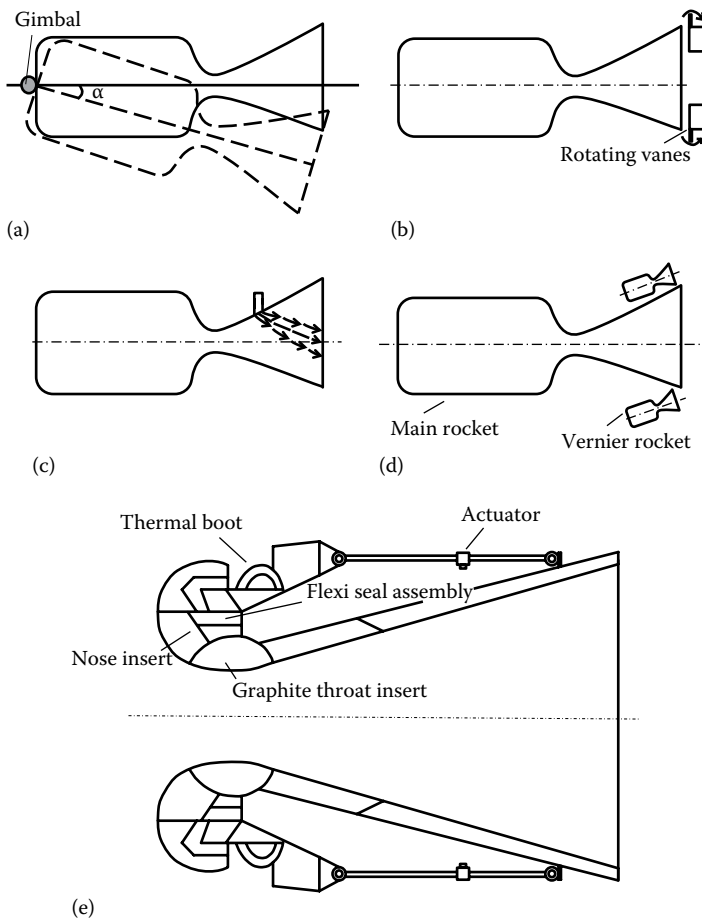 Gimbal
α
(a)
Rotating vanes
(b)
(c)
Main rocket
Vernier rocket
(d)
Thermal boot
Actuator
Flexi seal assembly
Nose insert
Graphite throat insert
(e)